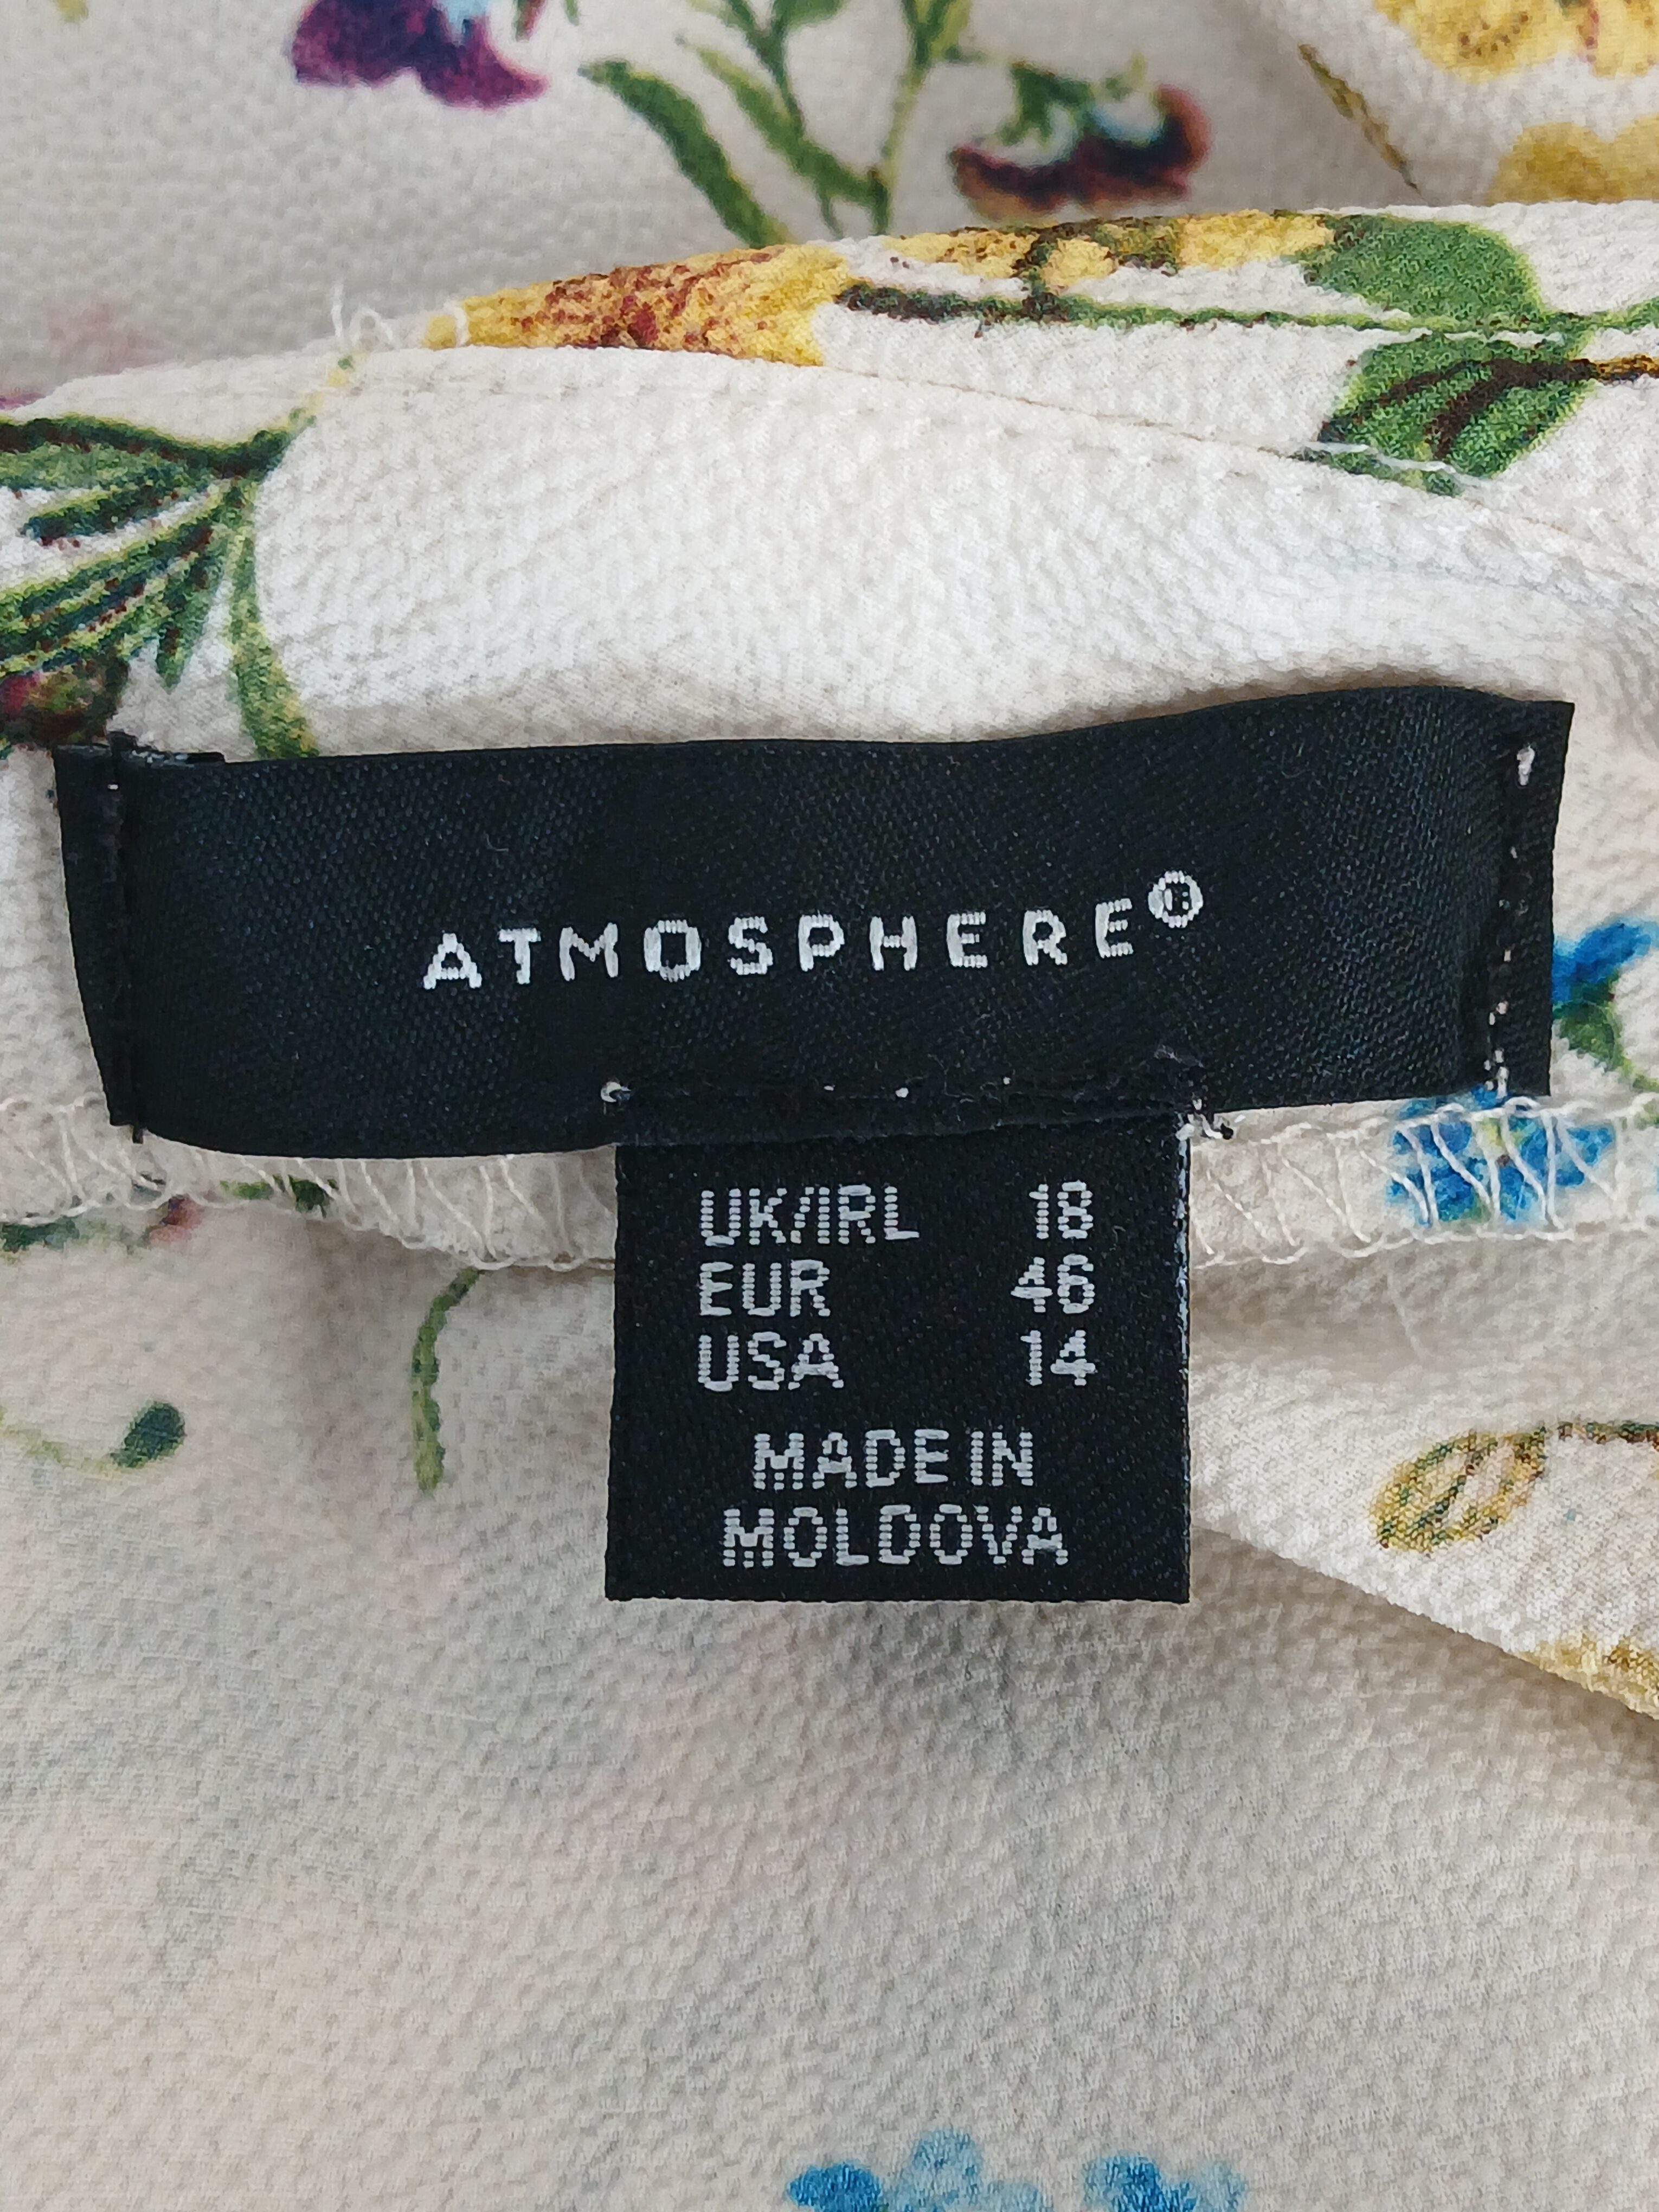 ATMOSPHERE®
UK/IRL 18
EUR 46
USA 14
MADE IN
MOLDOVA